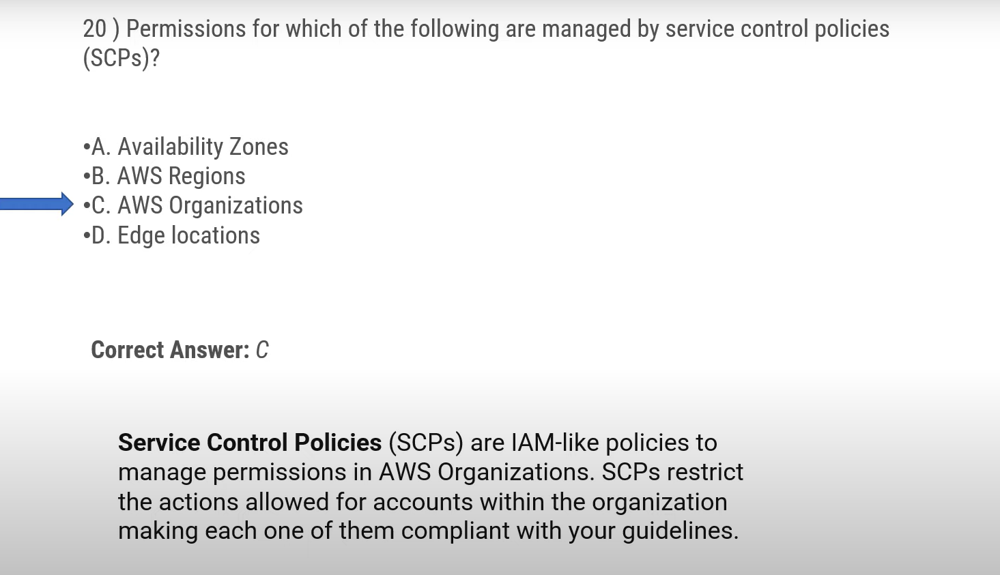 20 ) Permissions for which of the following are managed by service control policies
(SCPs)?
•A. Availability Zones
•B. AWS Regions
•C. AWS Organizations
•D. Edge locations
Correct Answer: C
Service Control Policies (SCPs) are IAM-like policies to
manage permissions in AWS Organizations. SCPs restrict
the actions allowed for accounts within the organization
making each one of them compliant with your guidelines.